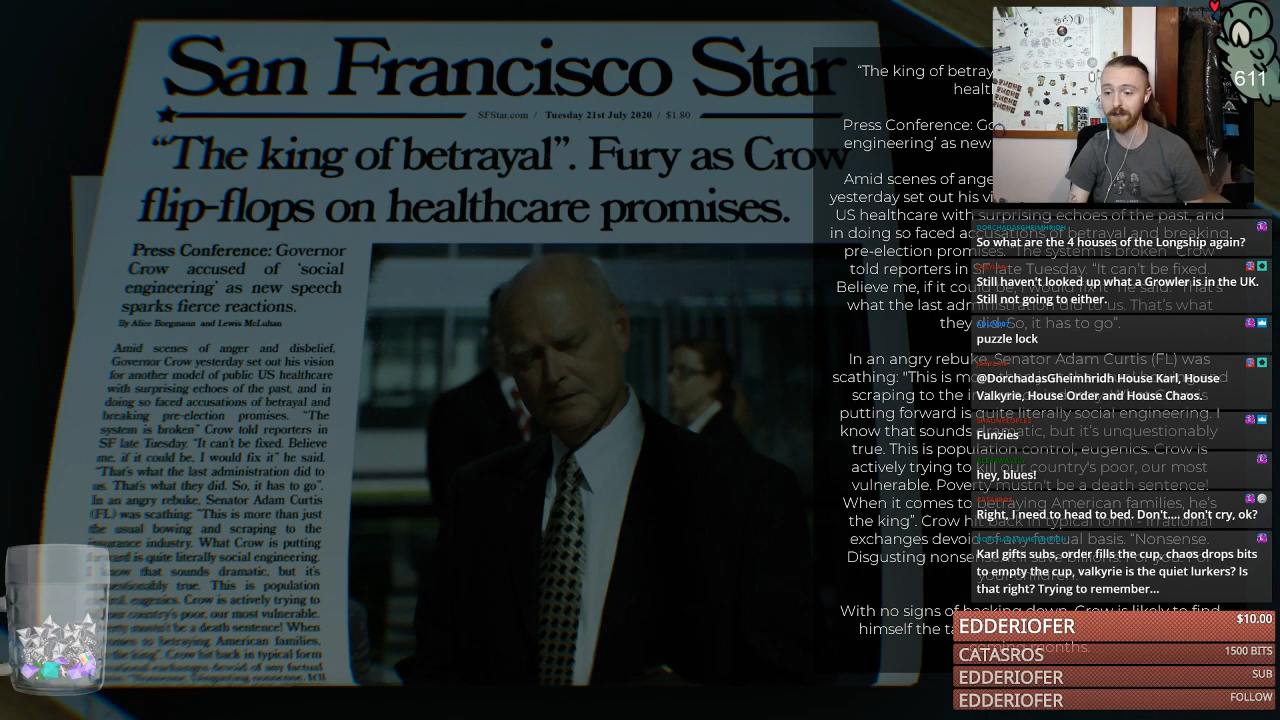 San Francisco Star
SFStar.com / Tuesday 21st July 2020 / $1.80
“The king of betrayal”. Fury as Crow
flip-flops on healthcare promises.
Press Conference: Governor
Crow accused of ‘social
engineering’ as new speech
sparks fierce reactions.
By Alice Borgmann and Lewis McLuhan
Amid scenes of anger and disbelief,
Governor Crow yesterday set out his vision
for another model of public US healthcare
with surprising echoes of the past, and in
doing so faced accusations of betrayal and
breaking pre-election promises. “The
system is broken” Crow told reporters in
SF late Tuesday. “It can't be fixed. Believe
me, if it could be, I would fix it” he said.
“That's what the last administration did to
us. That's what they did. So, it has to go”.
In an angry rebuke, Senator Adam Curtis
(FL) was scathing: “This is more than just
the usual bowing and scraping to the
insurance industry. What Crow is putting
forward is quite literally social engineering.
I know that sounds dramatic, but it's
unquestionably true. This is population
control, eugenics. Crow is actively trying to
our country's poor, our most vulnerable.
Poverty mustn't be a death sentence! When
comes to betraying American families,
the king”. Crow hit back in typical form
exchanges devoid of any factual
“Nonsense. Disgusting nonsense.
“The king of betray
healt
Press Conference: Go
engineering’ as new
Amid scenes of ange
yesterday set out his vi
US healthcare with surprising echoes of the past, and
in doing so faced accusations of betrayal and breaking
pre-election promises. “The system is broken” Crow
told reporters in SF late Tuesday. “It can't be fixed.
Believe me, if it could be, I would fix it” he said. “That's
what the last administration did to us. That's what
they So, it has to go”.
In an angry rebuke, Senator Adam Curtis (FL) was
scathing: "This is mo
scraping to the
putting forward is quite literally social engineering. I
know that sounds dramatic, but it's unquestionably
true. This is population control, eugenics. Crow is
actively trying to kill our country's poor, our most
vulnerable. Poverty mustn't be a death sentence!
When it comes to betraying American families, he's
the king”. Crow hit back in typical form - irrational
exchanges devoid of any factual basis. “Nonsense.
Disgusting nonsense.
your children.
With no signs of backing down, Crow is likely to find
himself the ta
coming months.
611
DORCHADASGHEIMHRIDH
So what are the 4 houses of the Longship again?
Still haven't looked up what a Growler is in the UK.
Still not going to either.
puzzle lock
@DorchadasGheimhridh House Karl, House
Valkyrie, House Order and House Chaos.
Funzies
hey, blues!
CATASROS
Right, I need to head to bed. Don't... don't cry, ok?
DORCHADASGHEIMHRIDH
Karl gifts subs, order fills the cup, chaos drops bits
to empty the cup, valkyrie is the quiet lurkers? Is
that right? Trying to remember...
EDDERIOFER $10.00
CATASROS 1500 BITS
EDDERIOFER SUB
EDDERIOFER FOLLOW